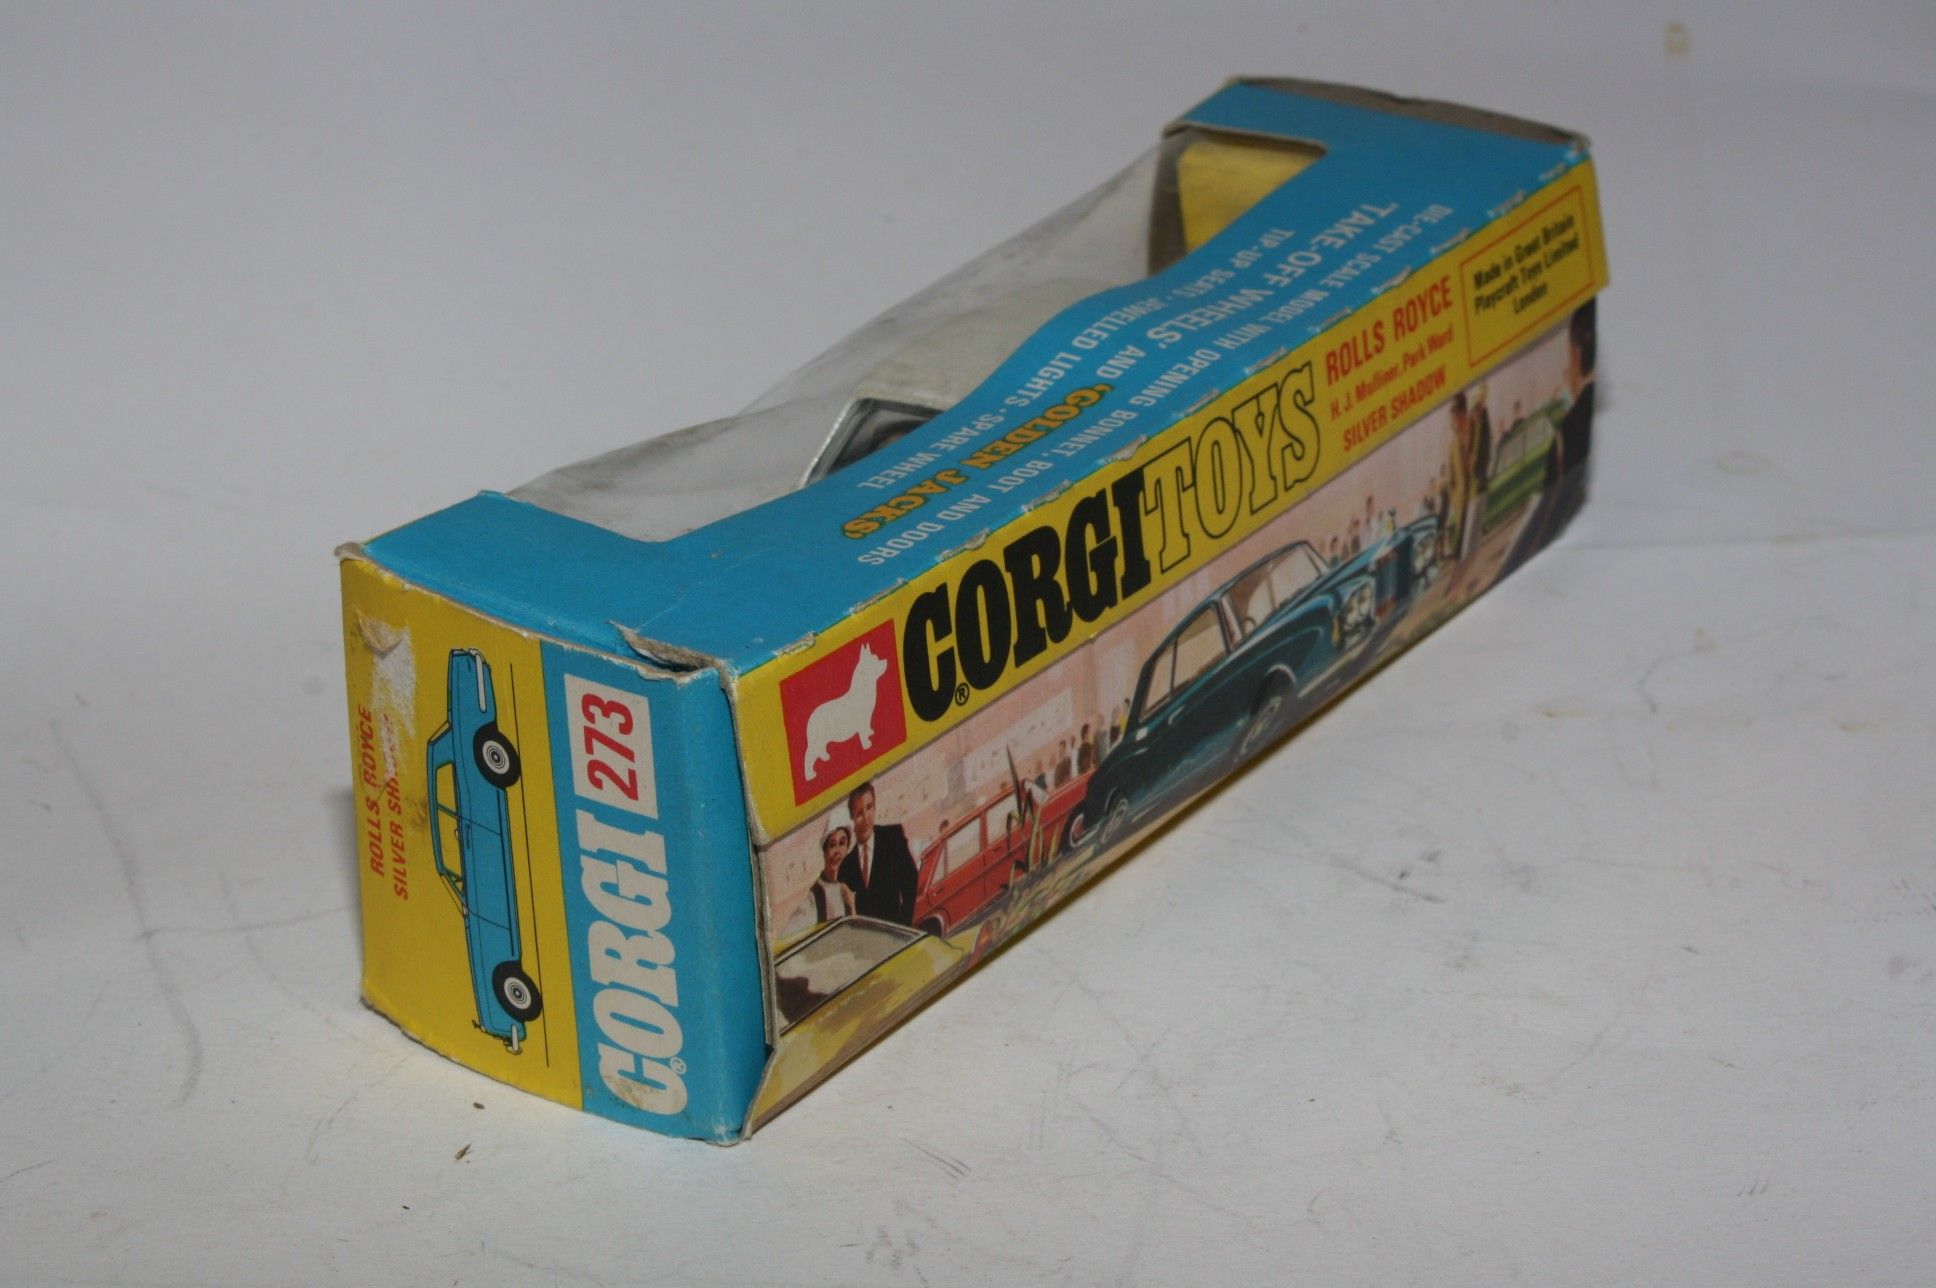 DIE-CAST SCALE MODEL WITH OPENING BONNET, BOOT AND DOORS
'TAKE-OFF WHEELS' AND 'GOLDEN JACKS'
TIP-UP SEATS · JEWELLED LIGHTS · SPARE WHEEL
CORGI TOYS
®
ROLLS ROYCE
H. J. Mulliner. Park Ward
SILVER SHADOW
Made in Great Britain
Playcraft Toys Limited
London
ROLLS ROYCE
SILVER SHADOW
CORGI 273
®